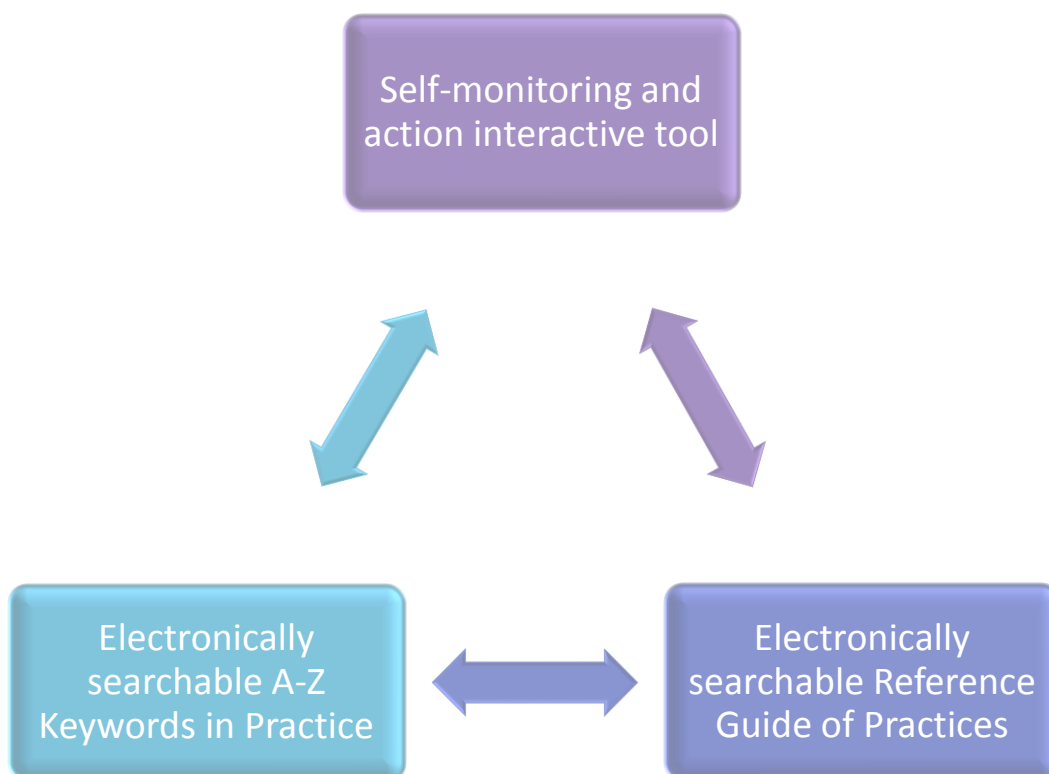 Self-monitoring and
action interactive tool
Electronically
searchable A-Z
Keywords in Practice
Electronically
searchable Reference
Guide of Practices